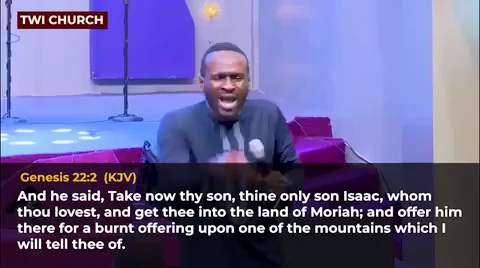 TWI CHURCH
Genesis 22:2 (KJV)
And he said, Take now thy son, thine only son Isaac, whom
thou lovest, and get thee into the land of Moriah; and offer him
there for a burnt offering upon one of the mountains which I
will tell thee of.